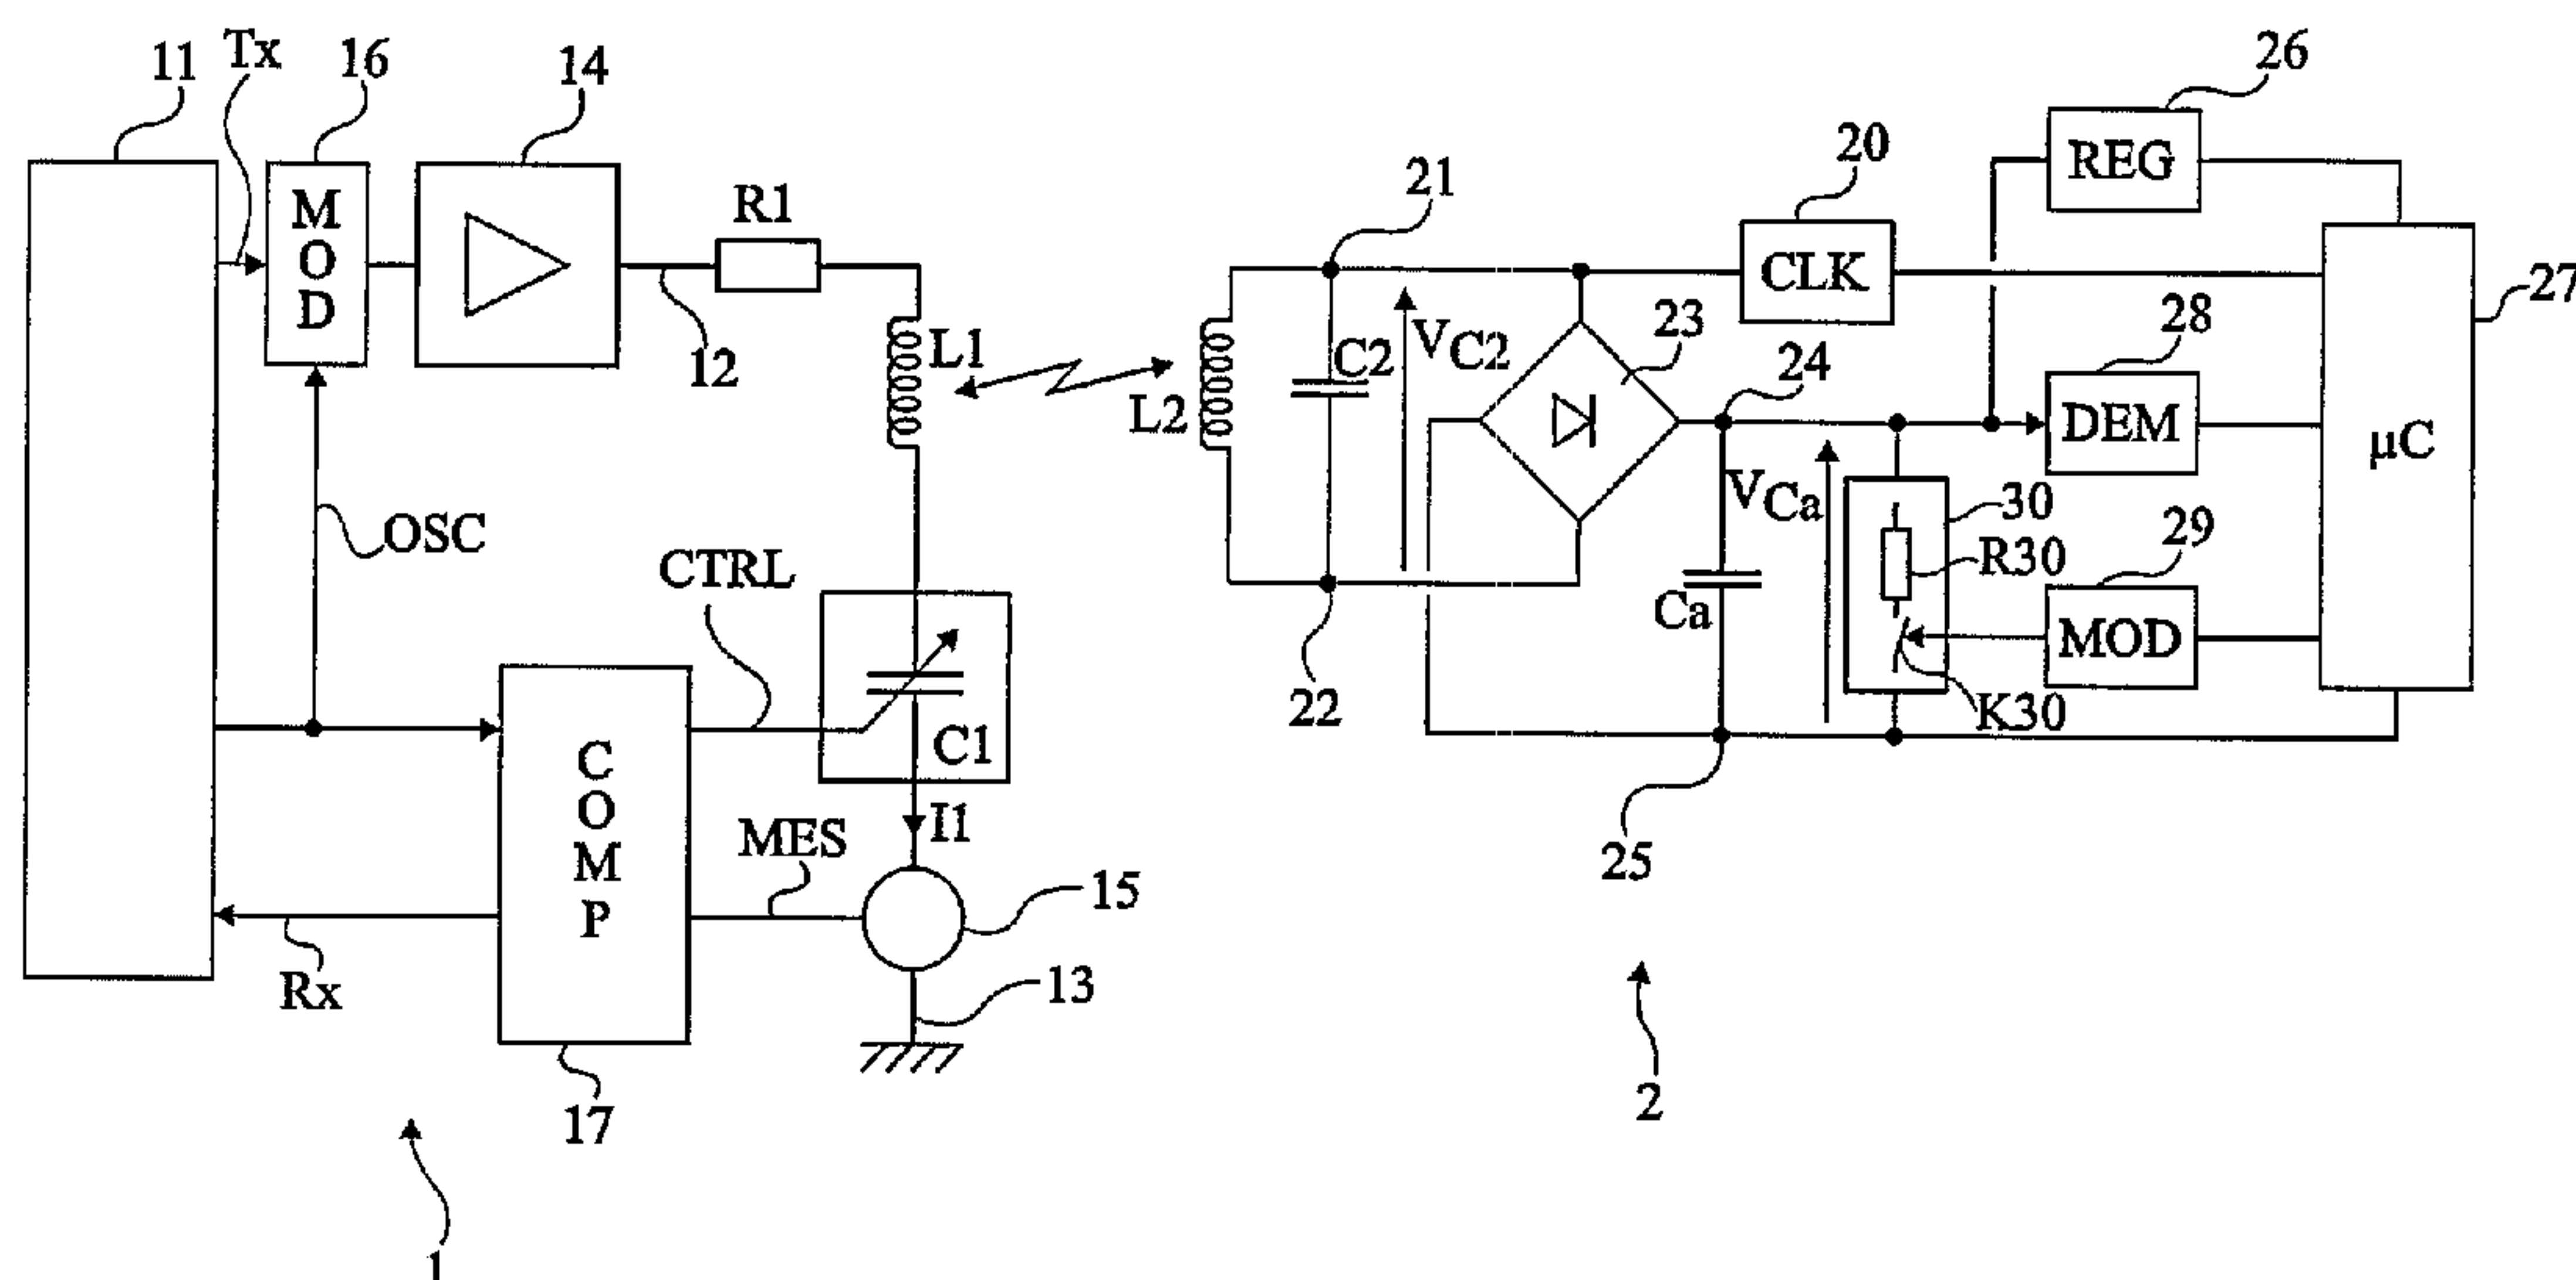 11
Tx
16
14
R1
12
L1
MOD
OSC
CTRL
C1
I1
MES
COMP
15
13
Rx
17
1
26
REG
20
CLK
21
27
23
28
VC2
C2
24
L2
DEM
μC
VCa
30
29
R30
Ca
MOD
K30
22
25
2